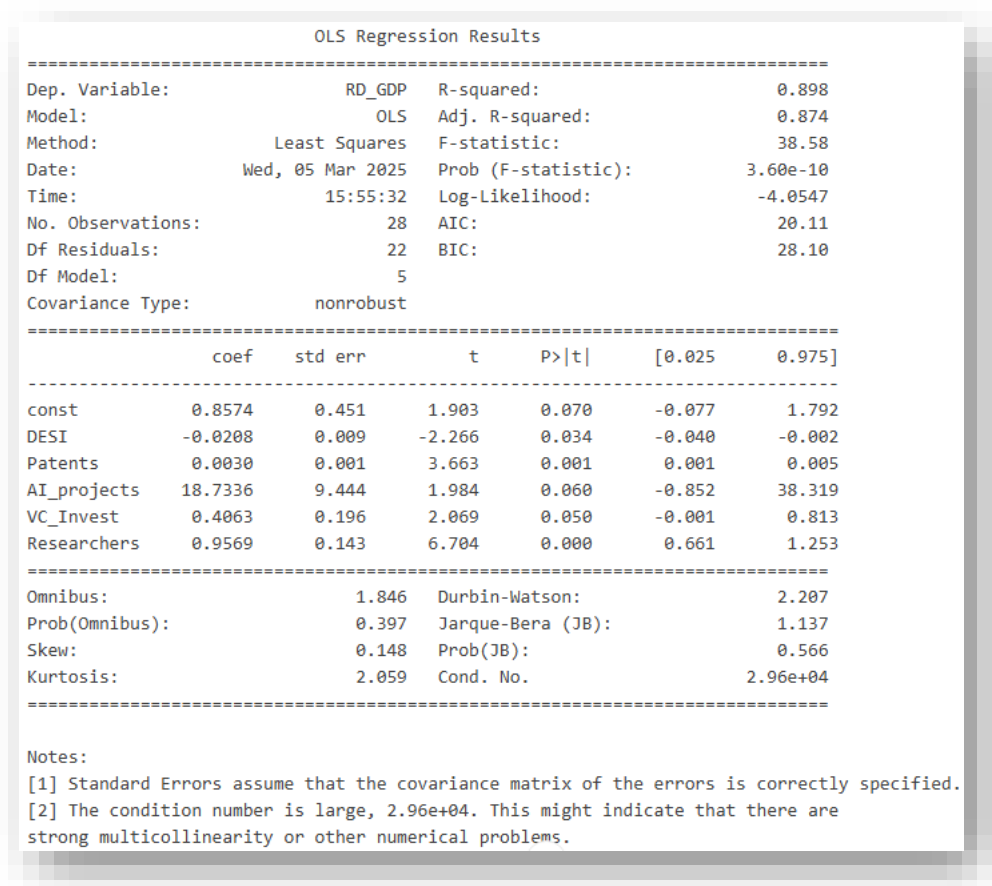 OLS Regression Results
==============================================================================
Dep. Variable:                 RD_GDP   R-squared:                       0.898
Model:                            OLS   Adj. R-squared:                  0.874
Method:                 Least Squares   F-statistic:                     38.58
Date:                Wed, 05 Mar 2025   Prob (F-statistic):           3.60e-10
Time:                        15:55:32   Log-Likelihood:                -4.0547
No. Observations:                  28   AIC:                             20.11
Df Residuals:                      22   BIC:                             28.10
Df Model:                           5
Covariance Type:            nonrobust
===============================================================================
                  coef    std err          t      P>|t|      [0.025      0.975]
-------------------------------------------------------------------------------
const           0.8574      0.451      1.903      0.070      -0.077       1.792
DESI           -0.0208      0.009     -2.266      0.034      -0.040      -0.002
Patents         0.0030      0.001      3.663      0.001       0.001       0.005
AI_projects    18.7336      9.444      1.984      0.060      -0.852      38.319
VC_Invest       0.4063      0.196      2.069      0.050      -0.001       0.813
Researchers     0.9569      0.143      6.704      0.000       0.661       1.253
==============================================================================
Omnibus:                        1.846   Durbin-Watson:                   2.207
Prob(Omnibus):                  0.397   Jarque-Bera (JB):                1.137
Skew:                           0.148   Prob(JB):                        0.566
Kurtosis:                       2.059   Cond. No.                     2.96e+04
==============================================================================
Notes:
[1] Standard Errors assume that the covariance matrix of the errors is correctly specified.
[2] The condition number is large, 2.96e+04. This might indicate that there are
strong multicollinearity or other numerical problems.